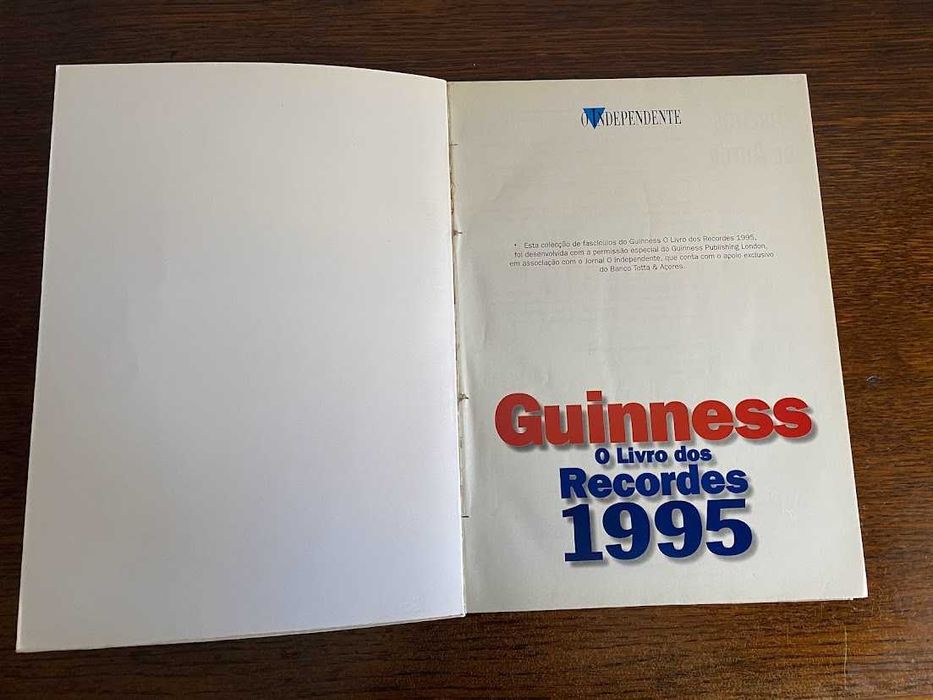 O INDEPENDENTE
• Esta colecção de fascículos do Guinness O Livro dos Recordes 1995,
foi desenvolvida com a permissão especial da Guinness Publishing London,
em associação com o Jornal O Independente, que conta com o apoio exclusivo
do Banco Totta & Açores.
Guinness
O Livro dos
Recordes
1995